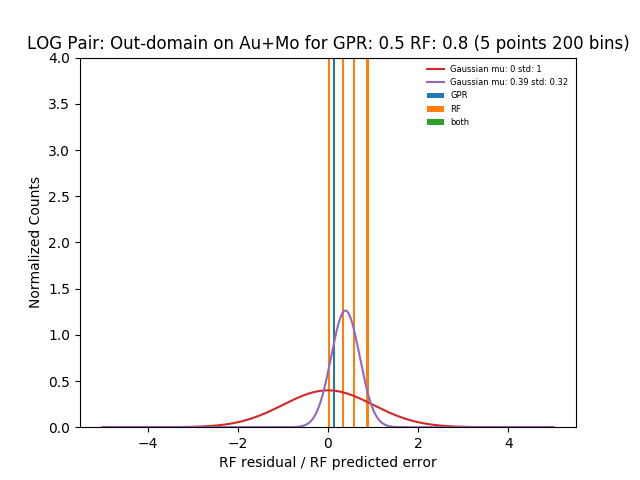 LOG Pair: Out-domain on Au+Mo for GPR: 0.5 RF: 0.8 (5 points 200 bins)
Gaussian mu: 0 std: 1
Gaussian mu: 0.39 std: 0.32
GPR
RF
both
Normalized Counts
4.0
3.5
3.0
2.5
2.0
1.5
1.0
0.5
0.0
−4
−2
0
2
4
RF residual / RF predicted error